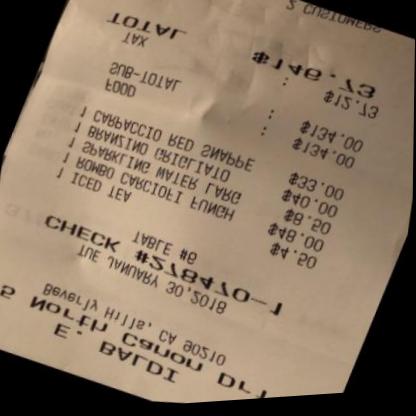 E. BALDI
5 North Canon Dri
Beverly Hills, CA 90210
TUE JANUARY 30,2018
CHECK #278470-1
TABLE #6
1 ICED TEA $4.50
1 ROMBO CARCIOFI FUNGH $48.00
1 SPARKLING WATER LARG $8.50
1 BRANZINO GRIGLIATO $40.00
1 CARPACCIO RED SNAPPE $33.00
FOOD : $134.00
SUB-TOTAL : $134.00
TAX : $12.73
TOTAL $146.73
2 CUSTOMERS